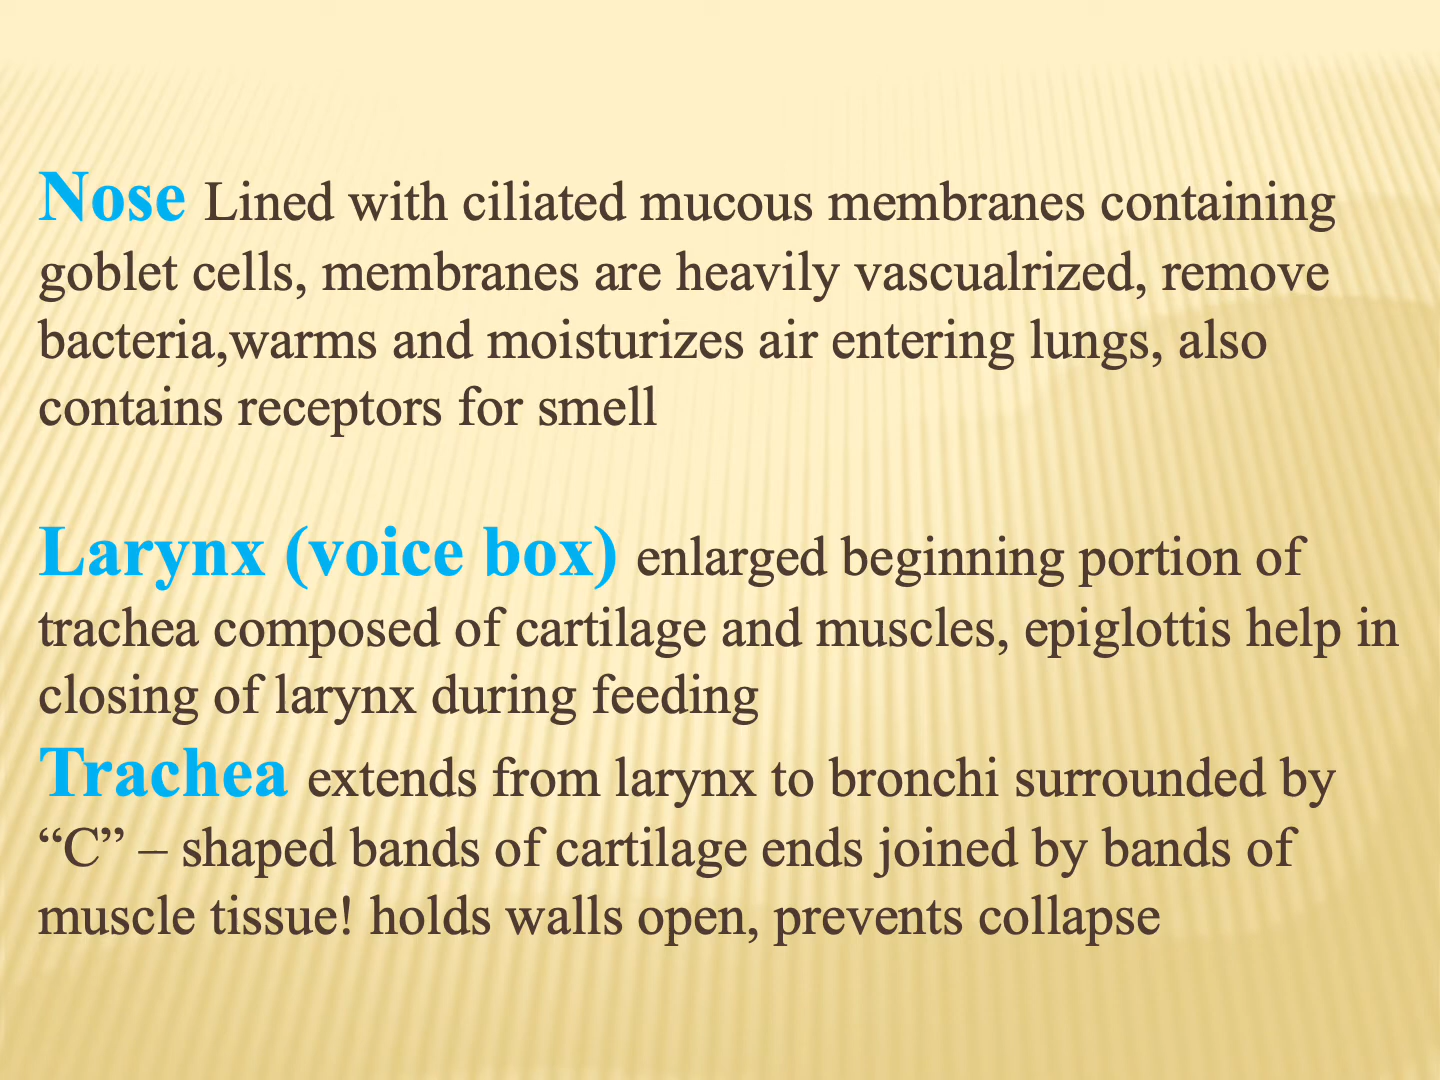 Nose Lined with ciliated mucous membranes containing
goblet cells, membranes are heavily vascualrized, remove
bacteria,warms and moisturizes air entering lungs, also
contains receptors for smell
Larynx (voice box) enlarged beginning portion of
trachea composed of cartilage and muscles, epiglottis help in
closing of larynx during feeding
Trachea extends from larynx to bronchi surrounded by
“C” – shaped bands of cartilage ends joined by bands of
muscle tissue! holds walls open, prevents collapse